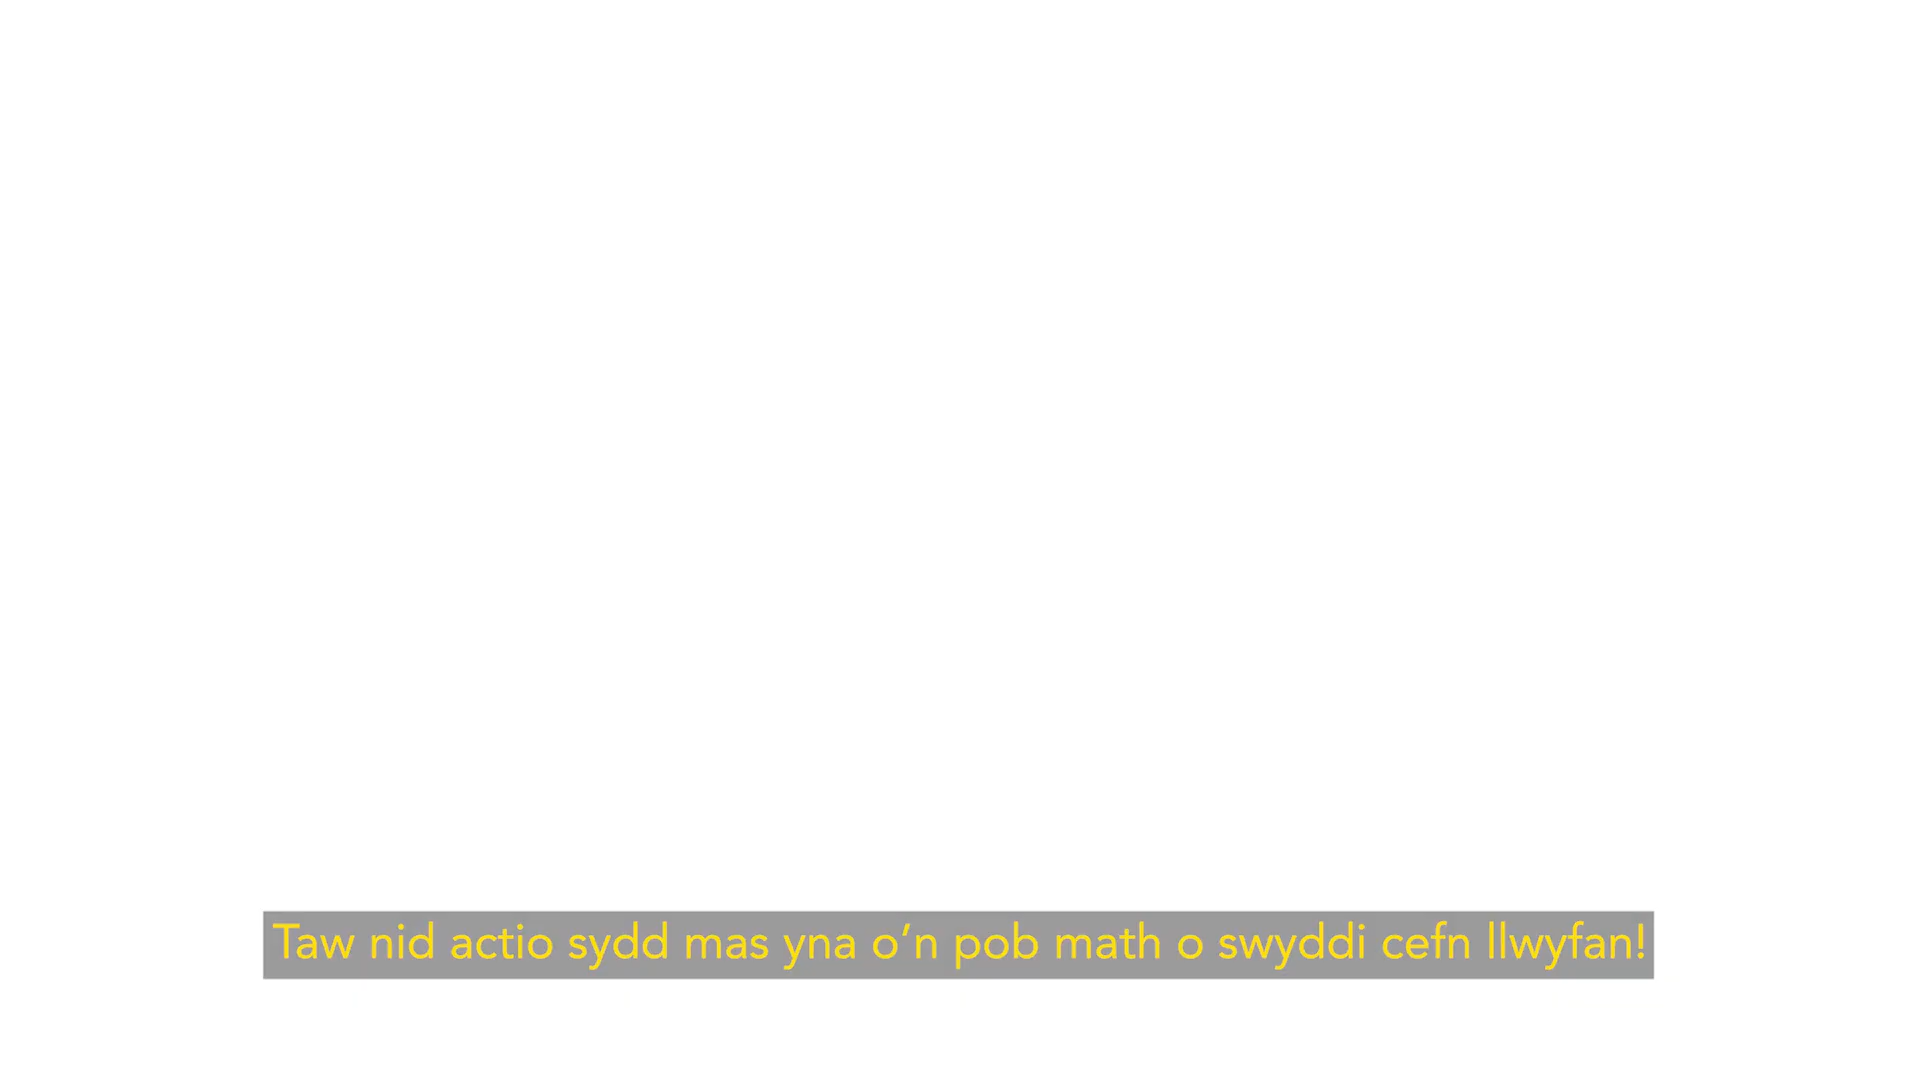 Taw nid actio sydd mas yna o’n pob math o swyddi cefn llwyfan!